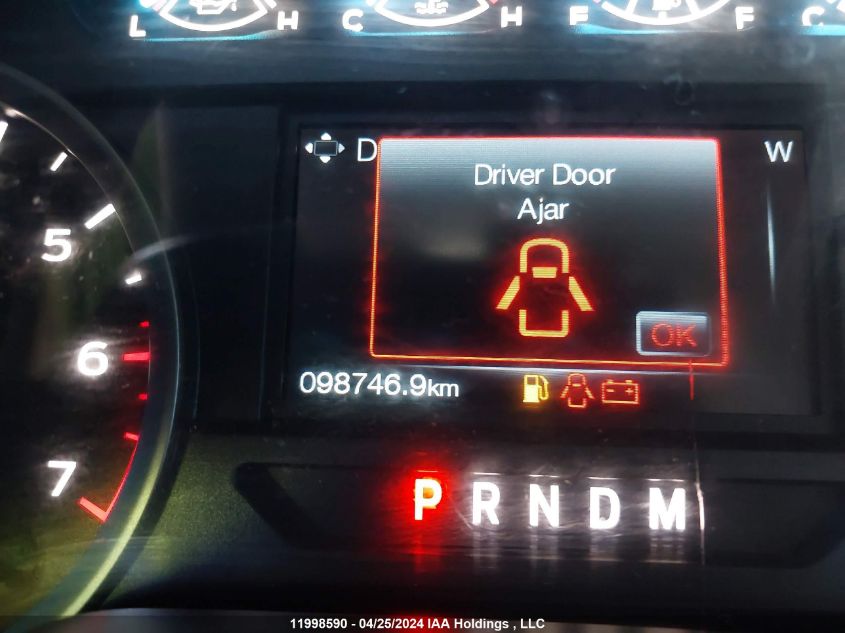 L H C H E F C
D W
Driver Door
Ajar
OK
5
6
7
098746.9km
P R N D M
11998590 - 04/25/2024 IAA Holdings , LLC